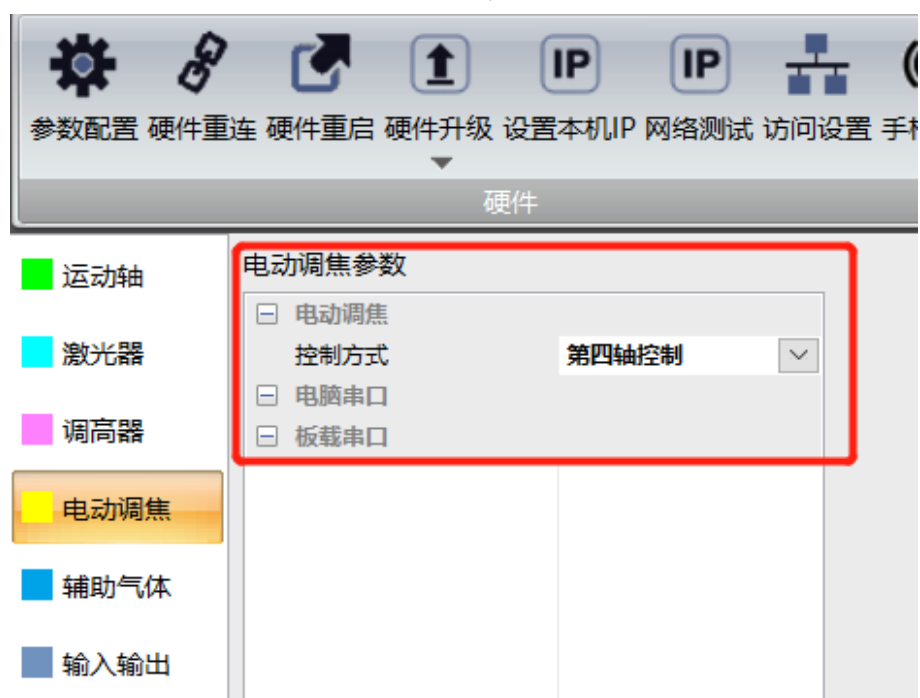 IP IP
参数配置 硬件重连 硬件重启 硬件升级 设置本机IP 网络测试 访问设置 手
硬件
运动轴
激光器
调高器
电动调焦
辅助气体
输入输出
电动调焦参数
电动调焦
控制方式 第四轴控制
电脑串口
板载串口